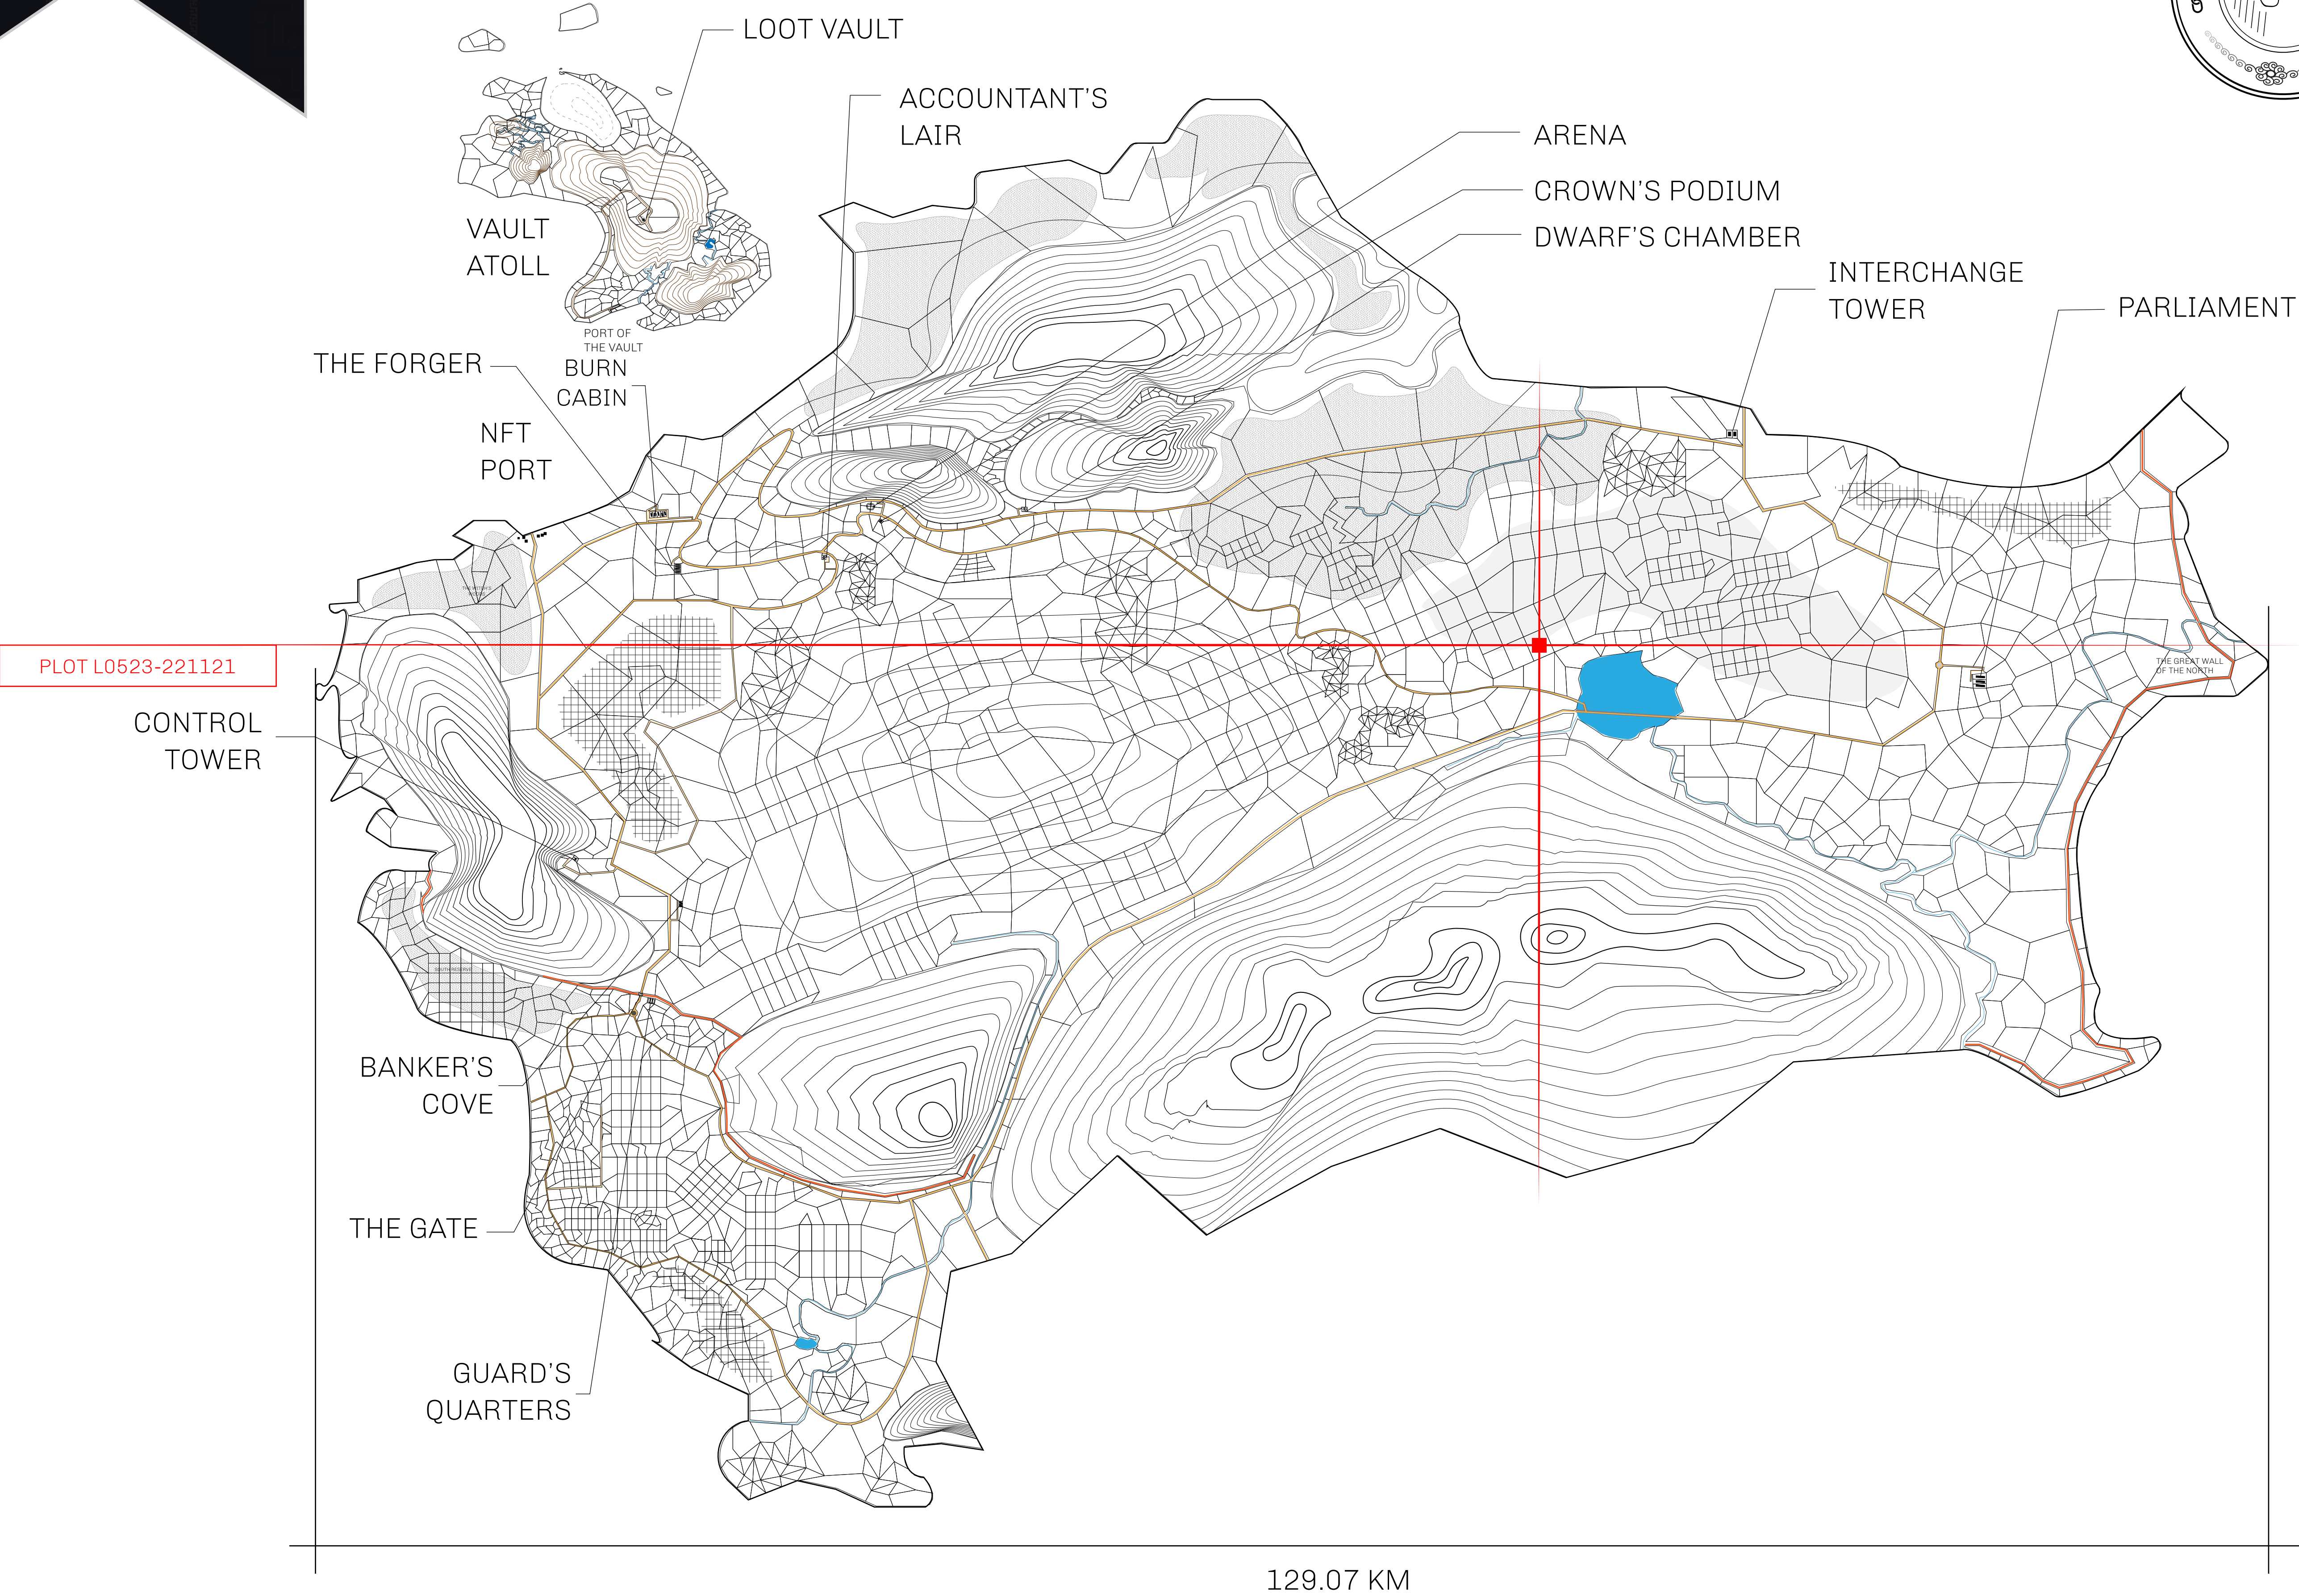 LOOT VAULT
ACCOUNTANT'S
LAIR
ARENA
CROWN'S PODIUM
DWARF'S CHAMBER
VAULT
ATOLL
INTERCHANGE
TOWER
PARLIAMENT
PORT OF
THE VAULT
THE FORGER
BURN
CABIN
NFT
PORT
PLOT L0523-221121
THE GREAT WALL
OF THE NORTH
CONTROL
TOWER
SOUTH RESERVE
BANKER'S
COVE
THE GATE
GUARD'S
QUARTERS
129.07 KM